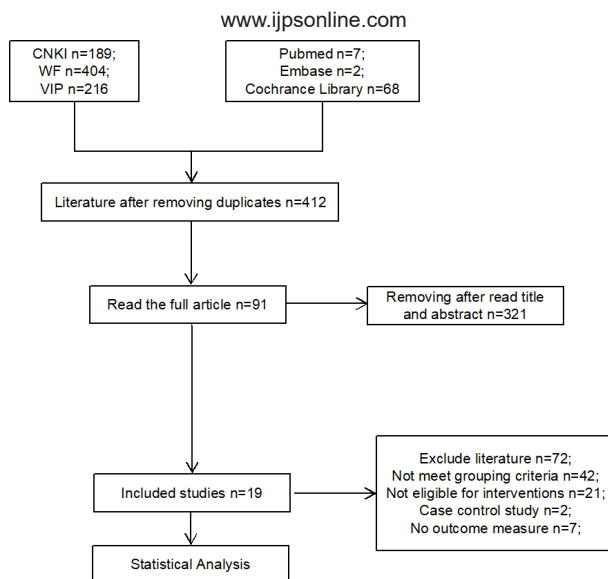 www.ijpsonline.com
CNKI n=189;
WF n=404;
VIP n=216
Pubmed n=7;
Embase n=2;
Cochrance Library n=68
Literature after removing duplicates n=412
Read the full article n=91
Removing after read title
and abstract n=321
Exclude literature n=72;
Not meet grouping criteria n=42;
Not eligible for interventions n=21;
Case control study n=2;
No outcome measure n=7;
Included studies n=19
Statistical Analysis